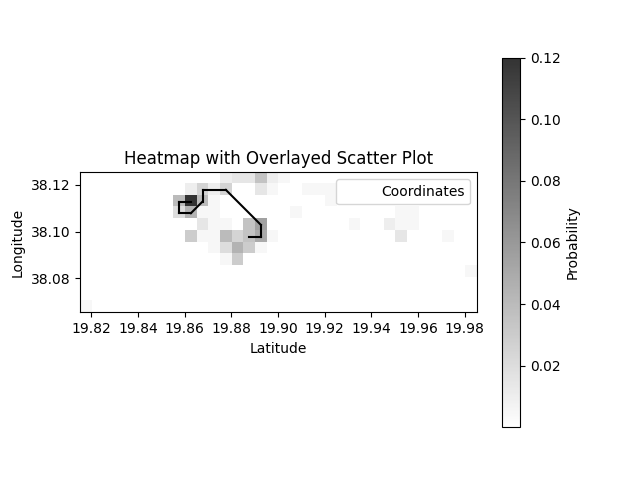 Heatmap with Overlayed Scatter Plot
Coordinates
38.12
38.10
38.08
Longitude
19.82 19.84 19.86 19.88 19.90 19.92 19.94 19.96 19.98
Latitude
0.12
0.10
0.08
0.06
0.04
0.02
Probability